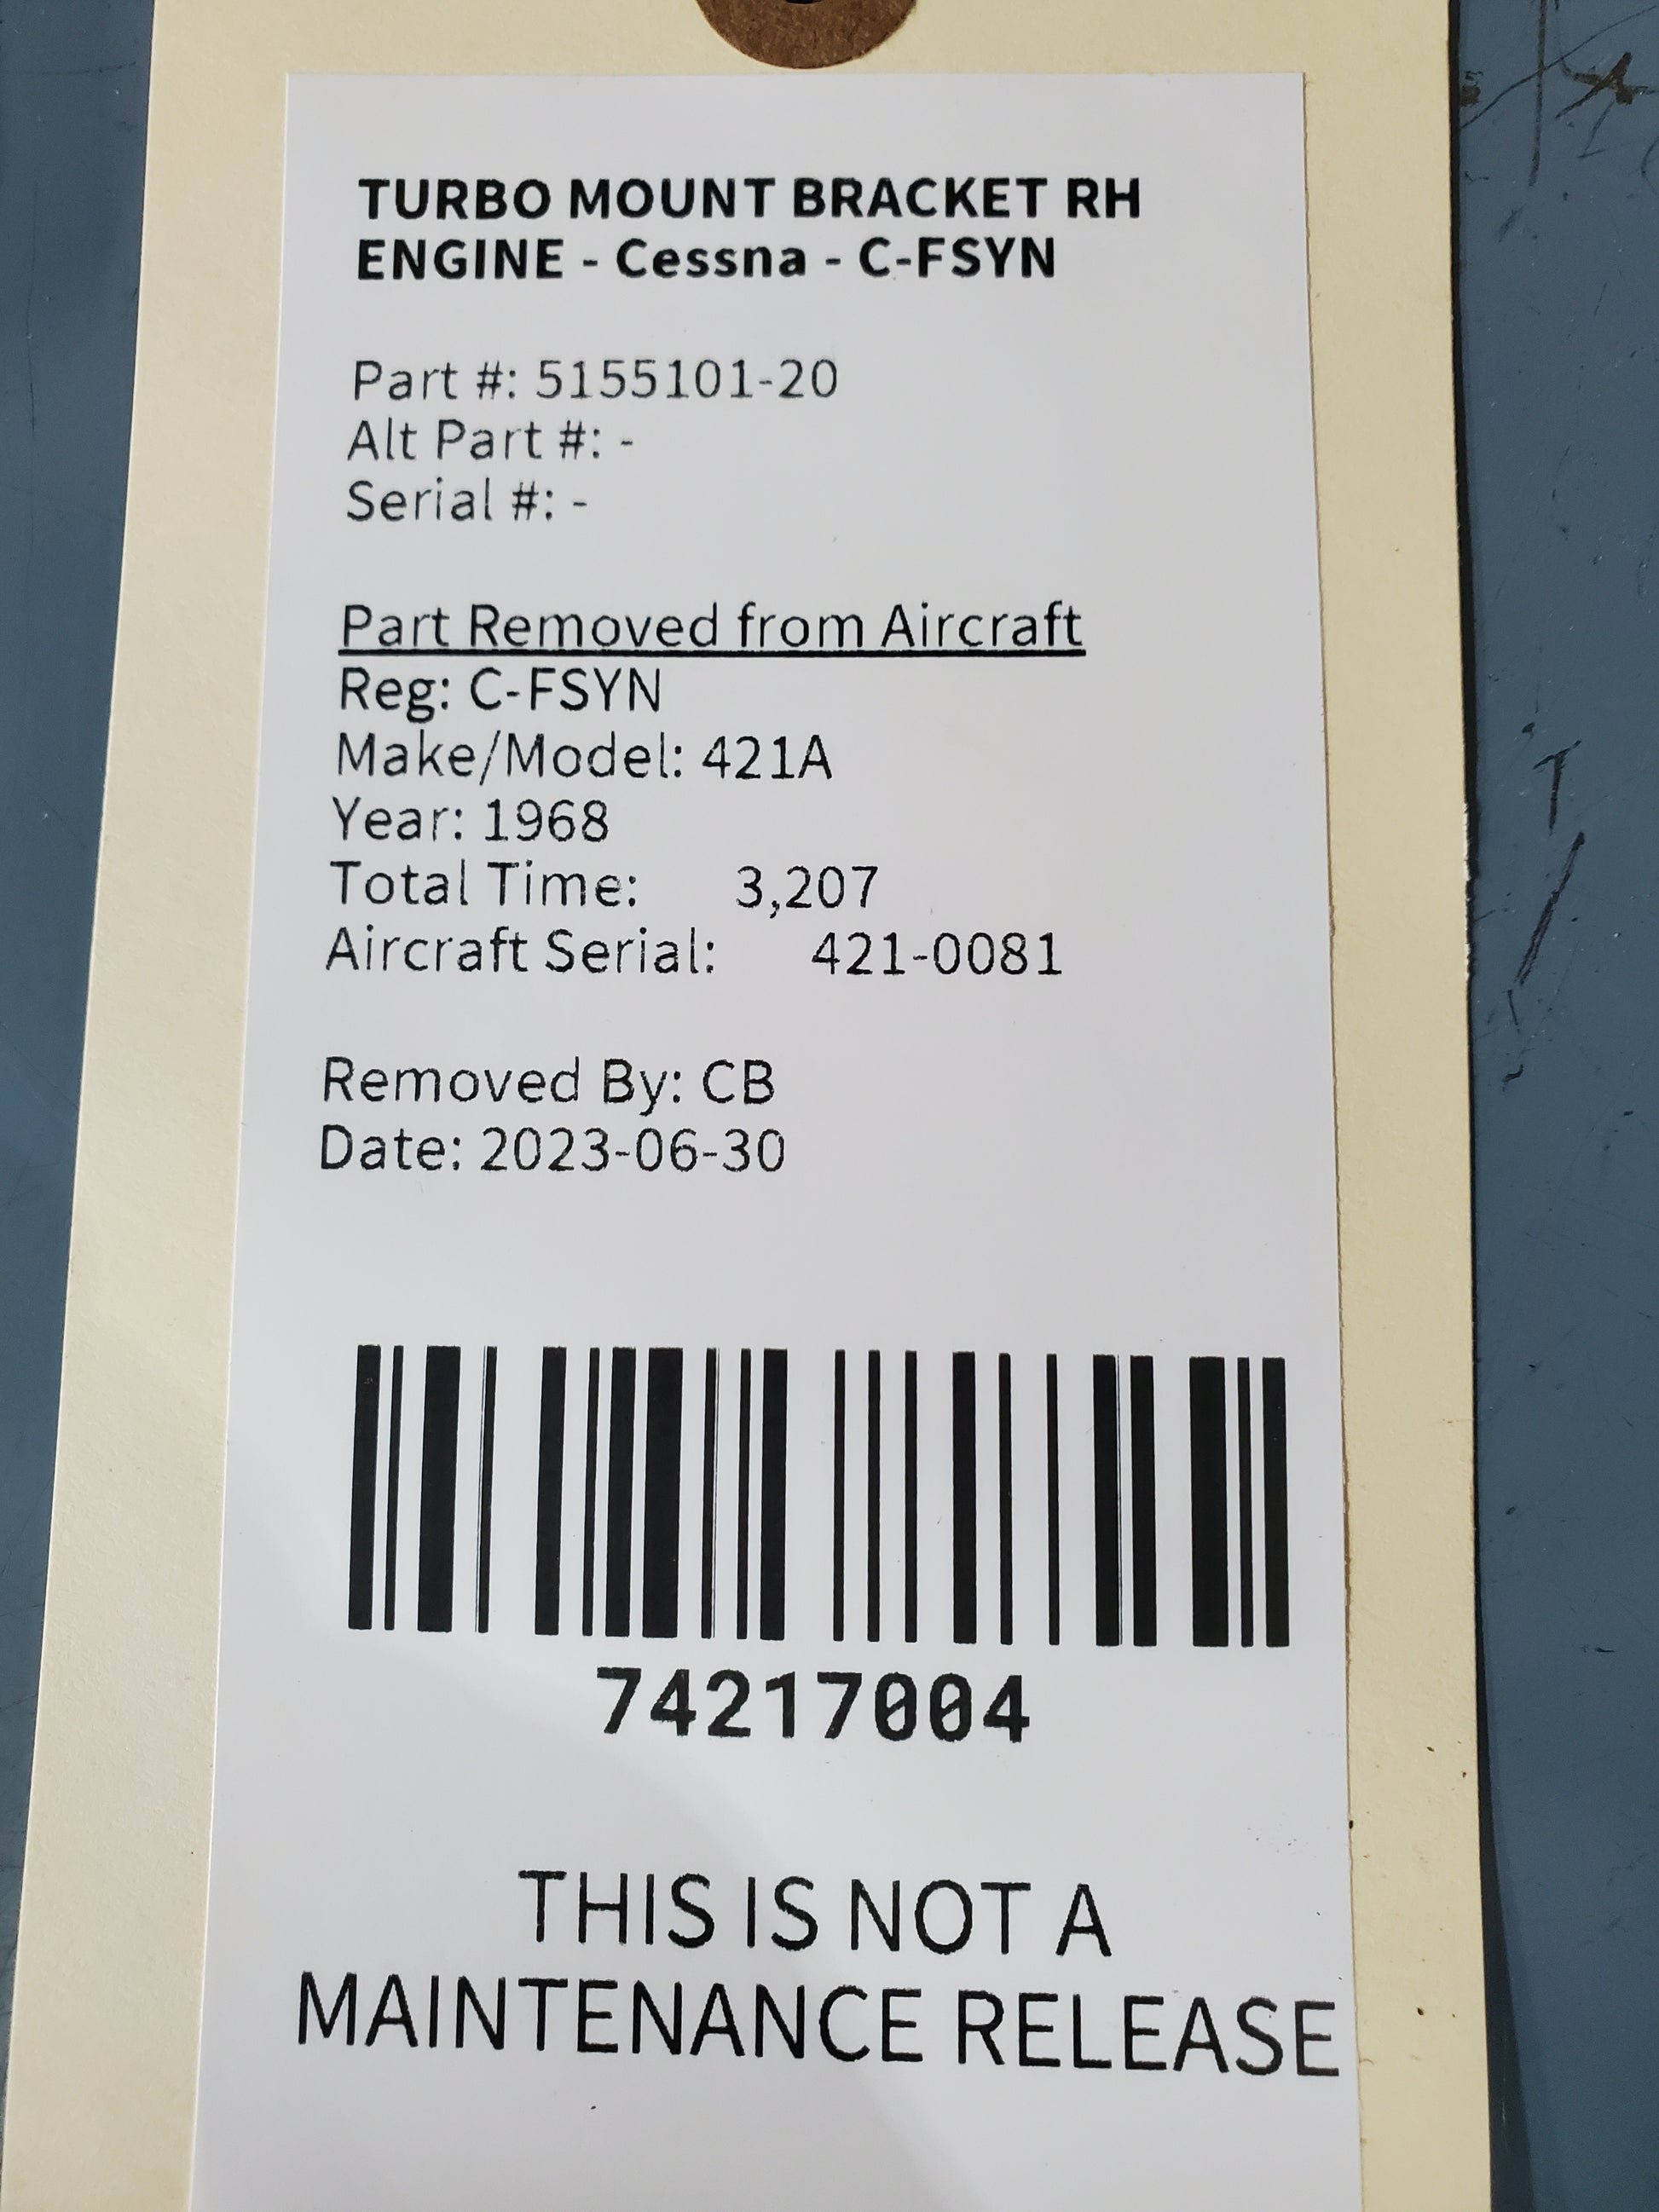 TURBO MOUNT BRACKET RH
ENGINE - Cessna - C-FSYN
Part #: 5155101-20
Alt Part #: -
Serial #: -
Part Removed from Aircraft
Reg: C-FSYN
Make/Model: 421A
Year: 1968
Total Time: 3,207
Aircraft Serial: 421-0081
Removed By: CB
Date: 2023-06-30
74217004
THIS IS NOT A
MAINTENANCE RELEASE